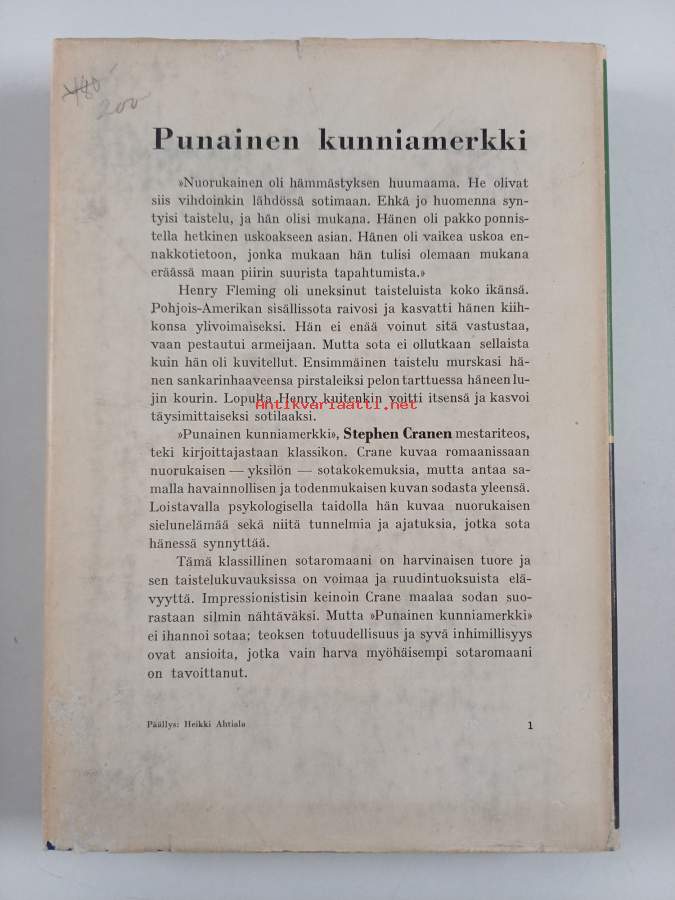 480
200
Punainen kunniamerkki
»Nuorukainen oli hämmästyksen huumaama. He olivat
siis vihdoinkin lähdössä sotimaan. Ehkä jo huomenna syn-
tyisi taistelu, ja hän olisi mukana. Hänen oli pakko ponnis-
tella hetkinen uskoakseen asian. Hänen oli vaikea uskoa en-
nakkotietoon, jonka mukaan hän tulisi olemaan mukana
eräässä maan piirin suurista tapahtumista.»
Henry Fleming oli uneksinut taisteluista koko ikänsä.
Pohjois-Amerikan sisällissota raivosi ja kasvatti hänen kiih-
konsa ylivoimaiseksi. Hän ei enää voinut sitä vastustaa,
vaan pestautui armeijaan. Mutta sota ei ollutkaan sellaista
kuin hän oli kuvitellut. Ensimmäinen taistelu murskasi hä-
nen sankarinhaaveensa pirstaleiksi pelon tarttuessa häneen lu-
jin kourin. Lopulta Henry kuitenkin voitti itsensä ja kasvoi
Antikvariaatti.net
täysimittaiseksi sotilaaksi.
»Punainen kunniamerkki», Stephen Cranen mestariteos,
teki kirjoittajastaan klassikon. Crane kuvaa romaanissaan
nuorukaisen — yksilön — sotakokemuksia, mutta antaa sa-
malla havainnollisen ja todenmukaisen kuvan sodasta yleensä.
Loistavalla psykologisella taidolla hän kuvaa nuorukaisen
sielunelämää sekä niitä tunnelmia ja ajatuksia, jotka sota
hänessä synnyttää.
Tämä klassillinen sotaromaani on harvinaisen tuore ja
sen taistelukuvauksissa on voimaa ja ruudintuoksuista elä-
vyyttä. Impressionistisin keinoin Crane maalaa sodan suo-
rastaan silmin nähtäväksi. Mutta »Punainen kunniamerkki»
ei ihannoi sotaa; teoksen totuudellisuus ja syvä inhimillisyys
ovat ansioita, jotka vain harva myöhäisempi sotaromaani
on tavoittanut.
Päällys: Heikki Ahtiala
1